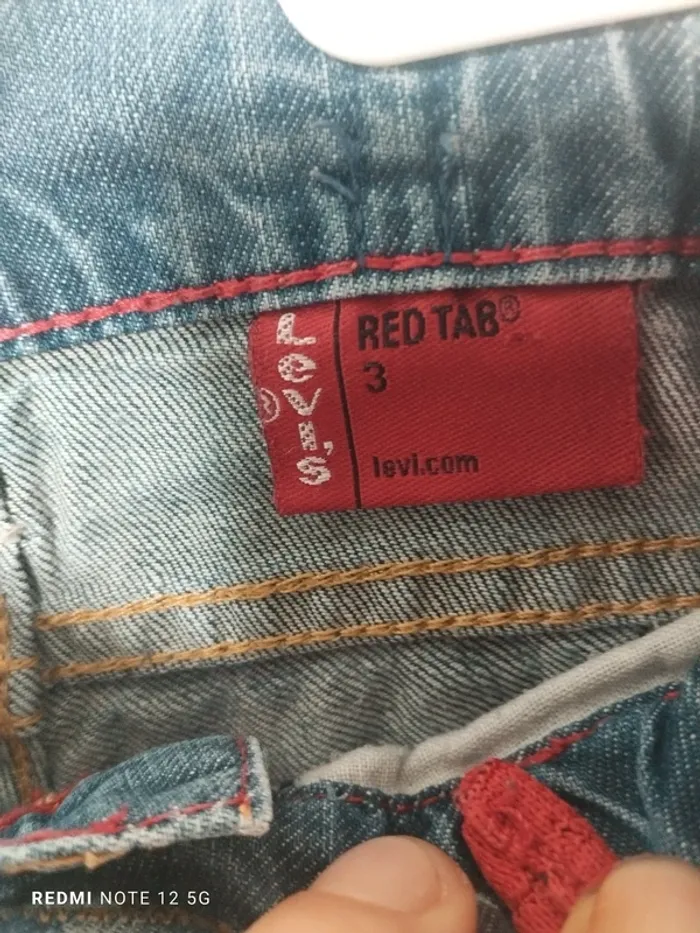 Levi's
®
RED TAB®
3
levi.com
REDMI NOTE 12 5G